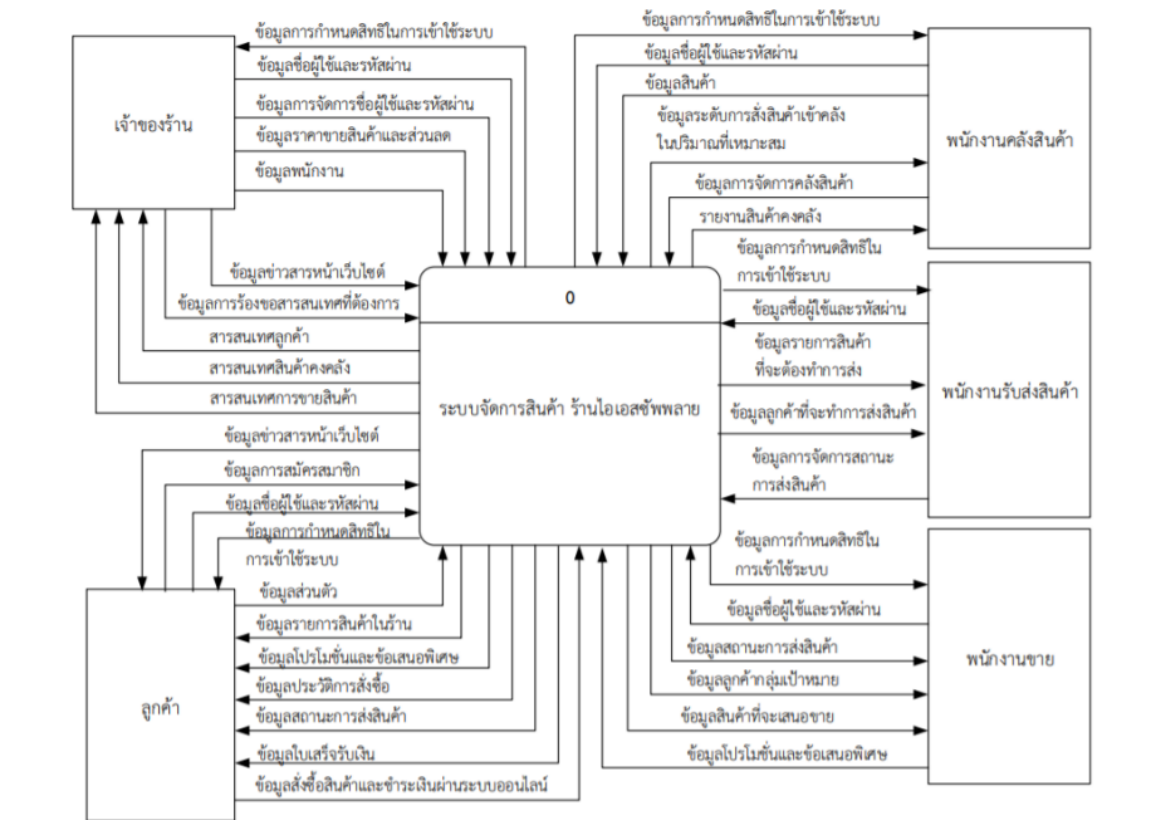 ข้อมูลการกำหนดสิทธิในการเข้าใช้ระบบ
ข้อมูลชื่อผู้ใช้และรหัสผ่าน
ข้อมูลการจัดการชื่อผู้ใช้และรหัสผ่าน
ข้อมูลราคาขายสินค้าและส่วนลด
ข้อมูลพนักงาน
เจ้าของร้าน
ข้อมูลข่าวสารหน้าเว็บไซต์
ข้อมูลการร้องขอสารสนเทศที่ต้องการ
สารสนเทศลูกค้า
สารสนเทศสินค้าคงคลัง
สารสนเทศการขายสินค้า
ข้อมูลการกำหนดสิทธิในการเข้าใช้ระบบ
ข้อมูลชื่อผู้ใช้และรหัสผ่าน
ข้อมูลสินค้า
ข้อมูลระดับการสั่งสินค้าเข้าคลัง
ในปริมาณที่เหมาะสม
ข้อมูลการจัดการคลังสินค้า
รายงานสินค้าคงคลัง
พนักงานคลังสินค้า
0
ระบบจัดการสินค้า ร้านไอเอสซัพพลาย
ข้อมูลการกำหนดสิทธิใน
การเข้าใช้ระบบ
ข้อมูลชื่อผู้ใช้และรหัสผ่าน
ข้อมูลรายการสินค้า
ที่จะต้องทำการส่ง
ข้อมูลลูกค้าที่จะทำการส่งสินค้า
ข้อมูลการจัดการสถานะ
การส่งสินค้า
พนักงานรับส่งสินค้า
ข้อมูลข่าวสารหน้าเว็บไซต์
ข้อมูลการสมัครสมาชิก
ข้อมูลชื่อผู้ใช้และรหัสผ่าน
ข้อมูลการกำหนดสิทธิใน
การเข้าใช้ระบบ
ข้อมูลส่วนตัว
ข้อมูลรายการสินค้าในร้าน
ข้อมูลโปรโมชั่นและข้อเสนอพิเศษ
ข้อมูลประวัติการสั่งซื้อ
ข้อมูลสถานะการส่งสินค้า
ข้อมูลใบเสร็จรับเงิน
ข้อมูลสั่งซื้อสินค้าและชำระเงินผ่านระบบออนไลน์
ลูกค้า
ข้อมูลการกำหนดสิทธิใน
การเข้าใช้ระบบ
ข้อมูลชื่อผู้ใช้และรหัสผ่าน
ข้อมูลสถานะการส่งสินค้า
ข้อมูลลูกค้ากลุ่มเป้าหมาย
ข้อมูลสินค้าที่จะเสนอขาย
ข้อมูลโปรโมชั่นและข้อเสนอพิเศษ
พนักงานขาย